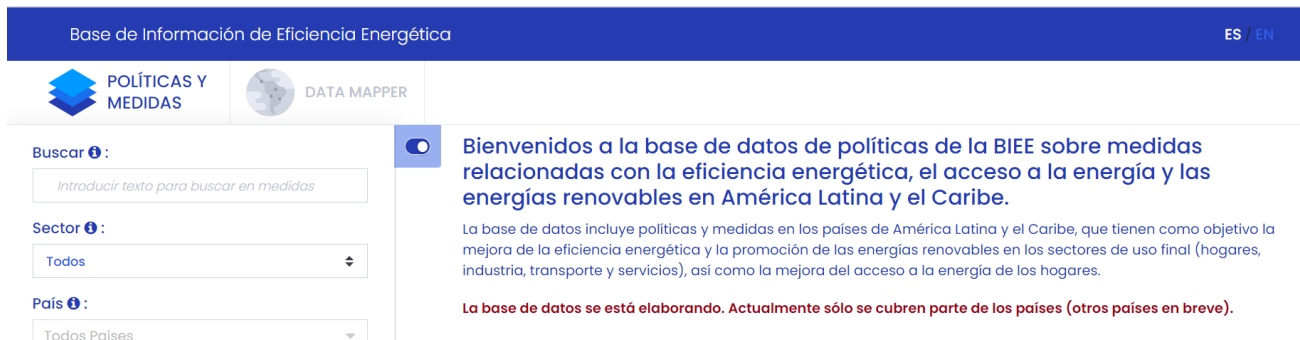 Base de Información de Eficiencia Energética
ES / EN
POLÍTICAS Y
MEDIDAS
DATA MAPPER
Buscar :
Introducir texto para buscar en medidas
Sector :
Todos
País :
Todos Países
Bienvenidos a la base de datos de políticas de la BIEE sobre medidas
relacionadas con la eficiencia energética, el acceso a la energía y las
energías renovables en América Latina y el Caribe.
La base de datos incluye políticas y medidas en los países de América Latina y el Caribe, que tienen como objetivo la
mejora de la eficiencia energética y la promoción de las energías renovables en los sectores de uso final (hogares,
industria, transporte y servicios), así como la mejora del acceso a la energía de los hogares.
La base de datos se está elaborando. Actualmente sólo se cubren parte de los países (otros países en breve).